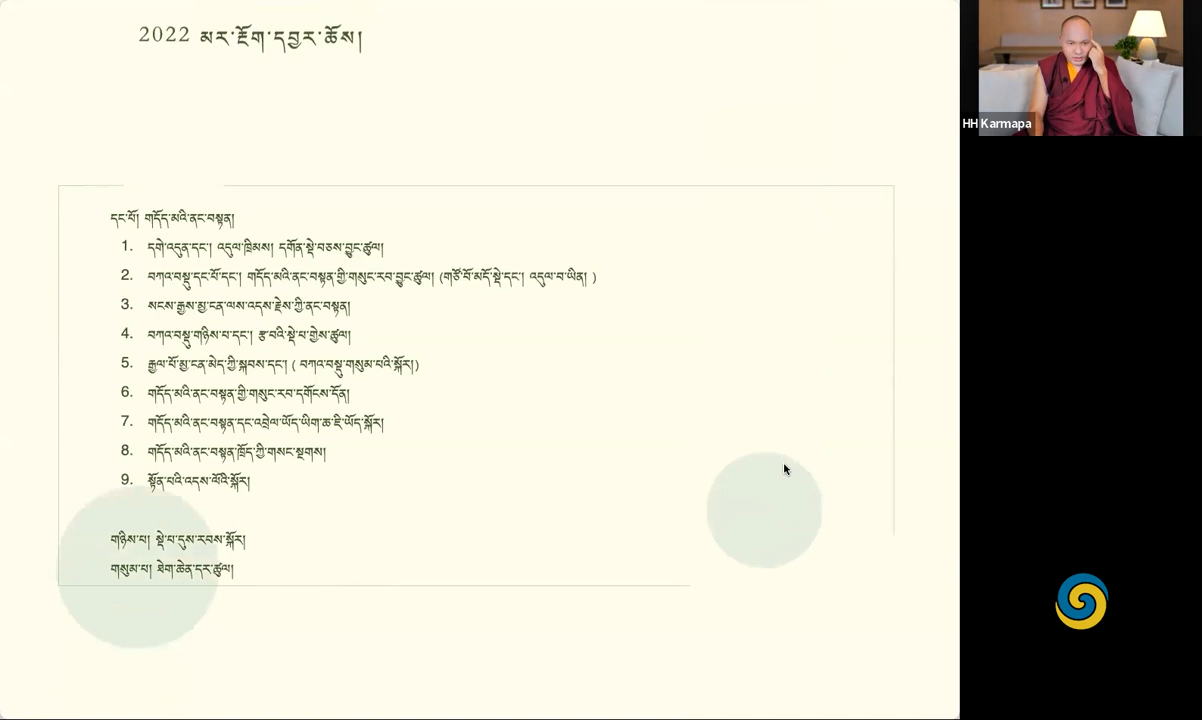 2022 མར་ངོག་དབྱར་ཆོས།
HH Karmapa
དང་པོ། གདོད་མའི་ནང་བསྟན།
1. དགེ་འདུན་དང་། འདུལ་ཁྲིམས། དགོན་སྡེ་བཅས་བྱུང་ཚུལ།
2. བཀའ་བསྡུ་དང་པོ་དང་། གདོད་མའི་ནང་བསྟན་གྱི་གསུང་རབ་བྱུང་ཚུལ། (གཙོ་བོ་མདོ་སྡེ་དང་། འདུལ་བ་ཡིན། )
3. སངས་རྒྱས་མྱ་ངན་ལས་འདས་རྗེས་ཀྱི་ནང་བསྟན།
4. བཀའ་བསྡུ་གཉིས་པ་དང་། རྩ་བའི་སྡེ་པ་གྱེས་ཚུལ།
5. རྒྱལ་པོ་མྱ་ངན་མེད་ཀྱི་སྐབས་དང་། ( བཀའ་བསྡུ་གསུམ་པའི་སྐོར།)
6. གདོད་མའི་ནང་བསྟན་གྱི་གསུང་རབ་དགོངས་དོན།
7. གདོད་མའི་ནང་བསྟན་དང་འབྲེལ་ཡོད་ཡིག་ཆ་ཇི་ཡོད་སྐོར།
8. གདོད་མའི་ནང་བསྟན་ཁྲོད་ཀྱི་གསང་སྔགས།
9. སྟོན་པའི་འདས་ལོའི་སྐོར།
གཉིས་པ། སྡེ་པ་དུས་རབས་སྐོར།
གསུམ་པ། ཐེག་ཆེན་དར་ཚུལ།